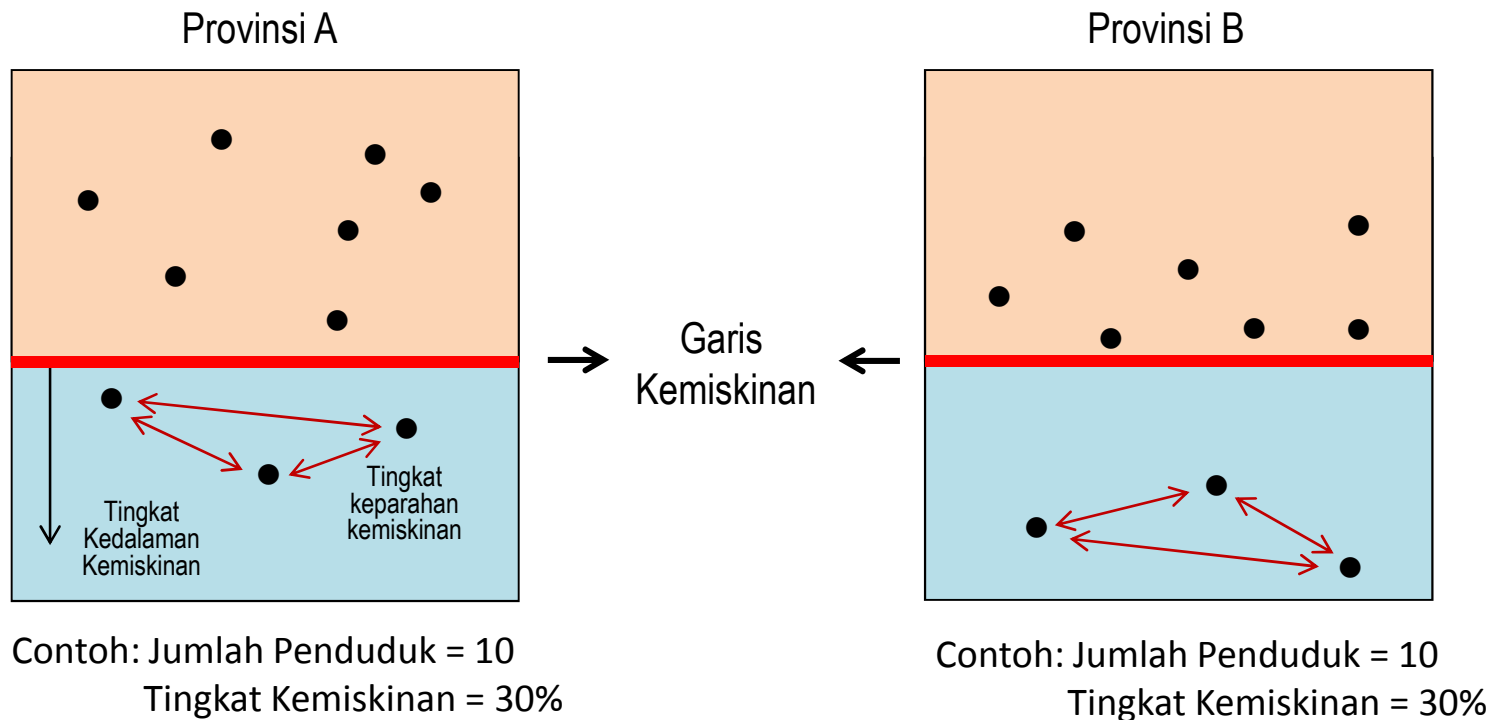 Provinsi A
Provinsi B
Garis
Kemiskinan
Tingkat
Kedalaman
Kemiskinan
Tingkat
keparahan
kemiskinan
Contoh: Jumlah Penduduk = 10
Tingkat Kemiskinan = 30%
Contoh: Jumlah Penduduk = 10
Tingkat Kemiskinan = 30%